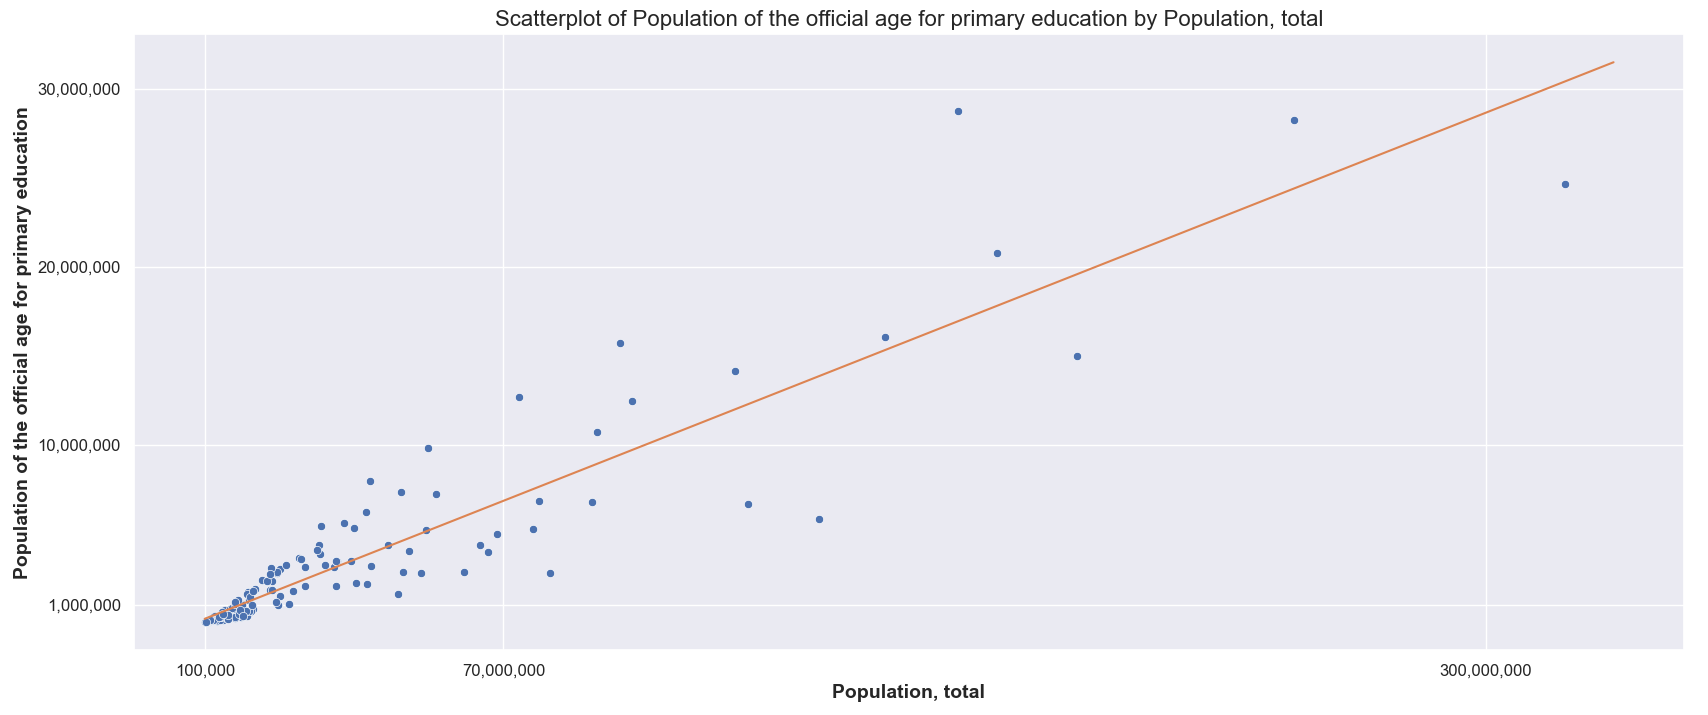 Scatterplot of Population of the official age for primary education by Population, total
Population of the official age for primary education
30,000,000
20,000,000
10,000,000
1,000,000
100,000
70,000,000
300,000,000
Population, total